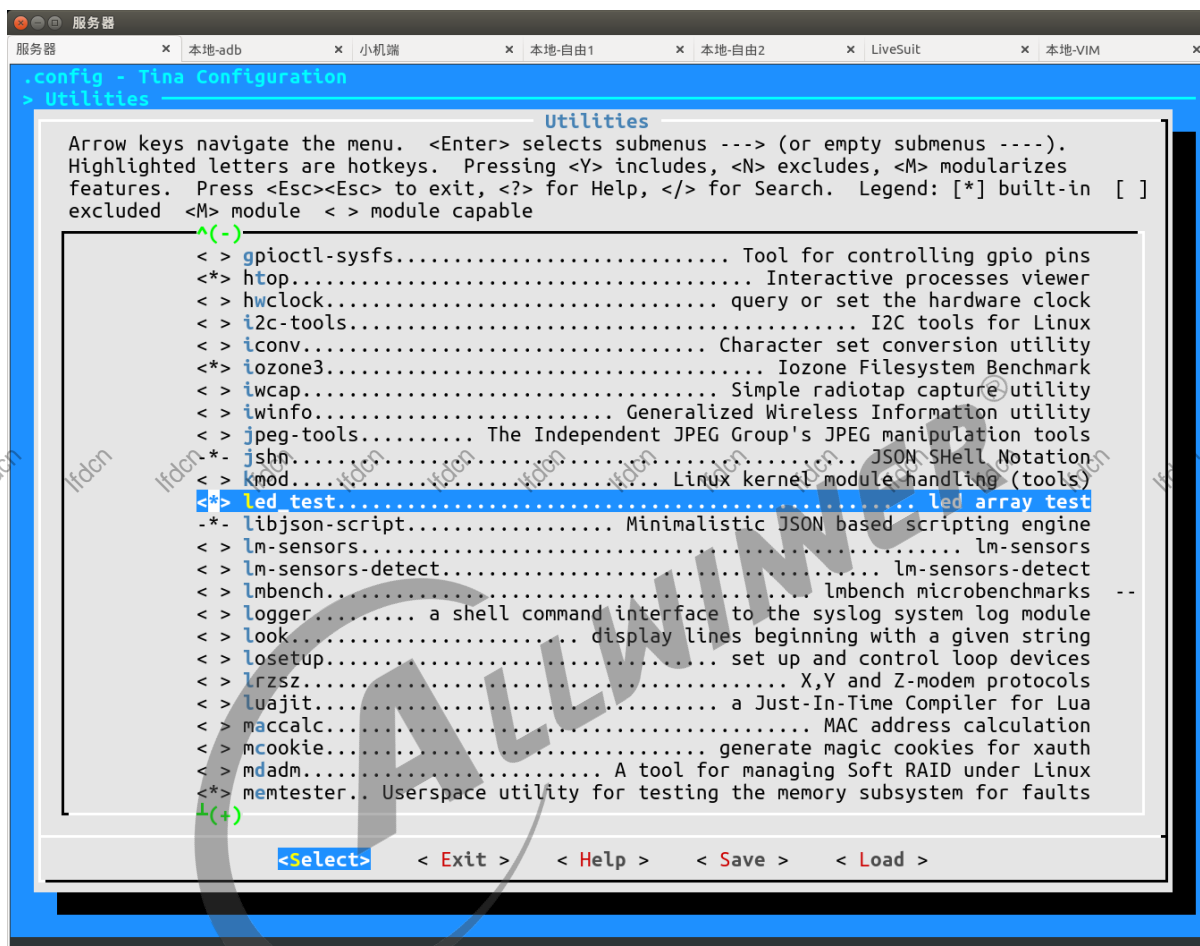 服务器
服务器 × 本地-adb × 小机端 × 本地-自由1 × 本地-自由2 × LiveSuit × 本地-VIM ×
.config - Tina Configuration
> Utilities
Utilities
Arrow keys navigate the menu.  <Enter> selects submenus ---> (or empty submenus ----).
Highlighted letters are hotkeys.  Pressing <Y> includes, <N> excludes, <M> modularizes
features.  Press <Esc><Esc> to exit, <?> for Help, </> for Search.  Legend: [*] built-in  [ ]
excluded  <M> module  < > module capable
^(-)
< > gpioctl-sysfs............................. Tool for controlling gpio pins
<*> htop........................................ Interactive processes viewer
< > hwclock.................................. query or set the hardware clock
< > i2c-tools............................................ I2C tools for Linux
< > iconv................................. Character set conversion utility
<*> iozone3...................................... Iozone Filesystem Benchmark
< > iwcap.................................... Simple radiotap capture utility
< > iwinfo.......................... Generalized Wireless Information utility
< > jpeg-tools.......... The Independent JPEG Group's JPEG manipulation tools
-*- jshn................................................. JSON SHell Notation
< > kmod................................ Linux kernel module handling (tools)
<*> led_test.................................................. led array test
-*- libjson-script.................. Minimalistic JSON based scripting engine
< > lm-sensors.................................................... lm-sensors
< > lm-sensors-detect...................................... lm-sensors-detect
< > lmbench.......................................... lmbench microbenchmarks  --
< > logger......... a shell command interface to the syslog system log module
< > look........................... display lines beginning with a given string
< > losetup.................................. set up and control loop devices
< > lrzsz........................................ X,Y and Z-modem protocols
< > luajit.................................. a Just-In-Time Compiler for Lua
< > maccalc.......................................... MAC address calculation
< > mcookie................................. generate magic cookies for xauth
< > mdadm.......................... A tool for managing Soft RAID under Linux
<*> memtester.. Userspace utility for testing the memory subsystem for faults
┴(+)
<Select>    < Exit >    < Help >    < Save >    < Load >
ALLWINNER®
lfdcn lfdcn lfdcn lfdcn lfdcn lfdcn lfdcn lfdcn lfdcn lfdcn